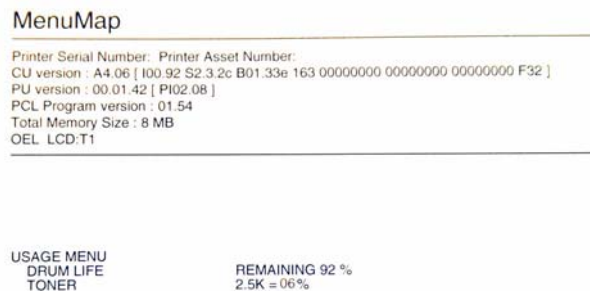 MenuMap
Printer Serial Number: Printer Asset Number:
CU version : A4.06 [ I00.92 S2.3.2c B01.33e 163 00000000 00000000 00000000 F32 ]
PU version : 00.01.42 [ PI02.08 ]
PCL Program version : 01.54
Total Memory Size : 8 MB
OEL LCD:T1
USAGE MENU
DRUM LIFE REMAINING 92 %
TONER 2.5K = 06%